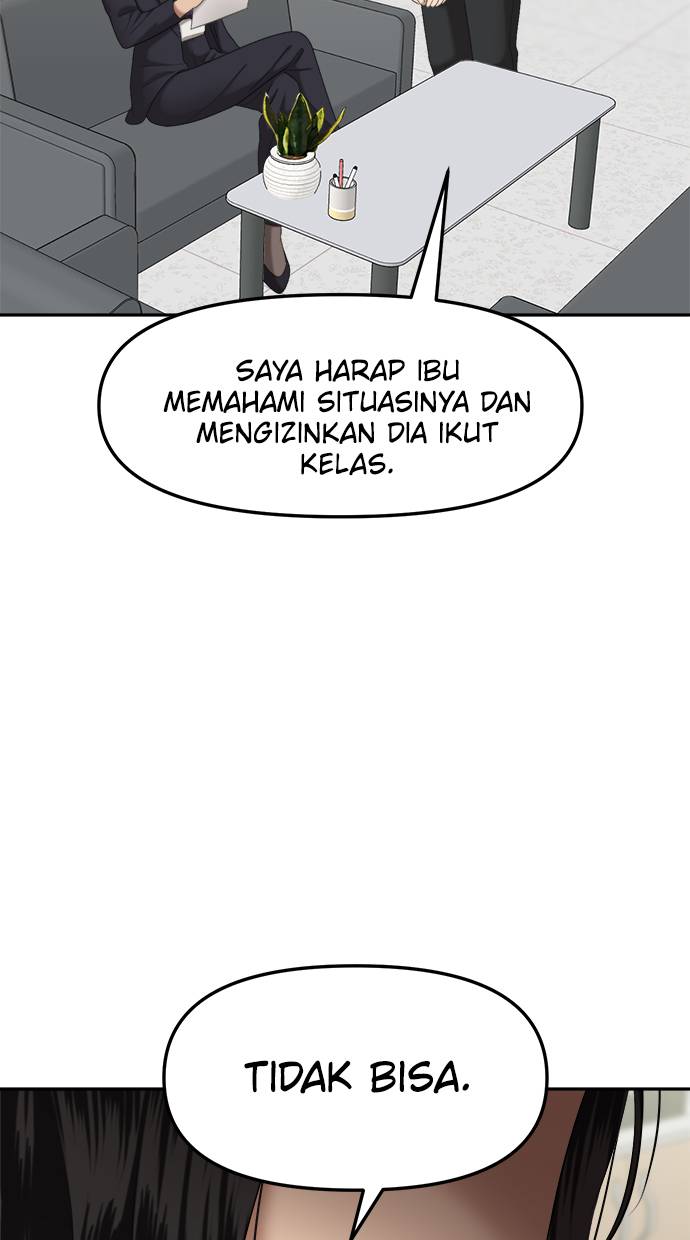 SAYA HARAP IBU
MEMAHAMI SITUASINYA DAN
MENGIZINKAN DIA IKUT
KELAS.
TIDAK BISA.